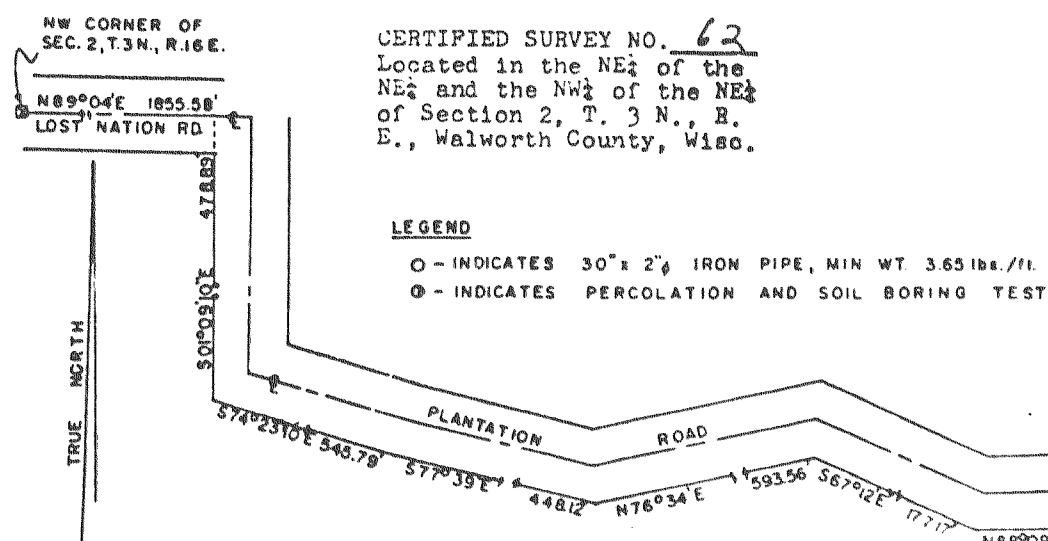 NW CORNER OF
SEC. 2, T.3N., R.16E.
CERTIFIED SURVEY NO. 62
Located in the NE¼ of the
NE¼ and the NW¼ of the NE¼
of Section 2, T. 3 N., R.
E., Walworth County, Wisc.
N89°04'E 1855.58'
LOST NATION RD.
478.89'
S01°09'10"E
TRUE NORTH
LEGEND
O - INDICATES 30" x 2"φ IRON PIPE, MIN WT. 3.65 lbs./ft.
- INDICATES PERCOLATION AND SOIL BORING TEST
PLANTATION ROAD
S74°23'10"E 545.79'
S77°39'E
448.12'
N76°34'E
593.56'
S67°12'E
177.17'